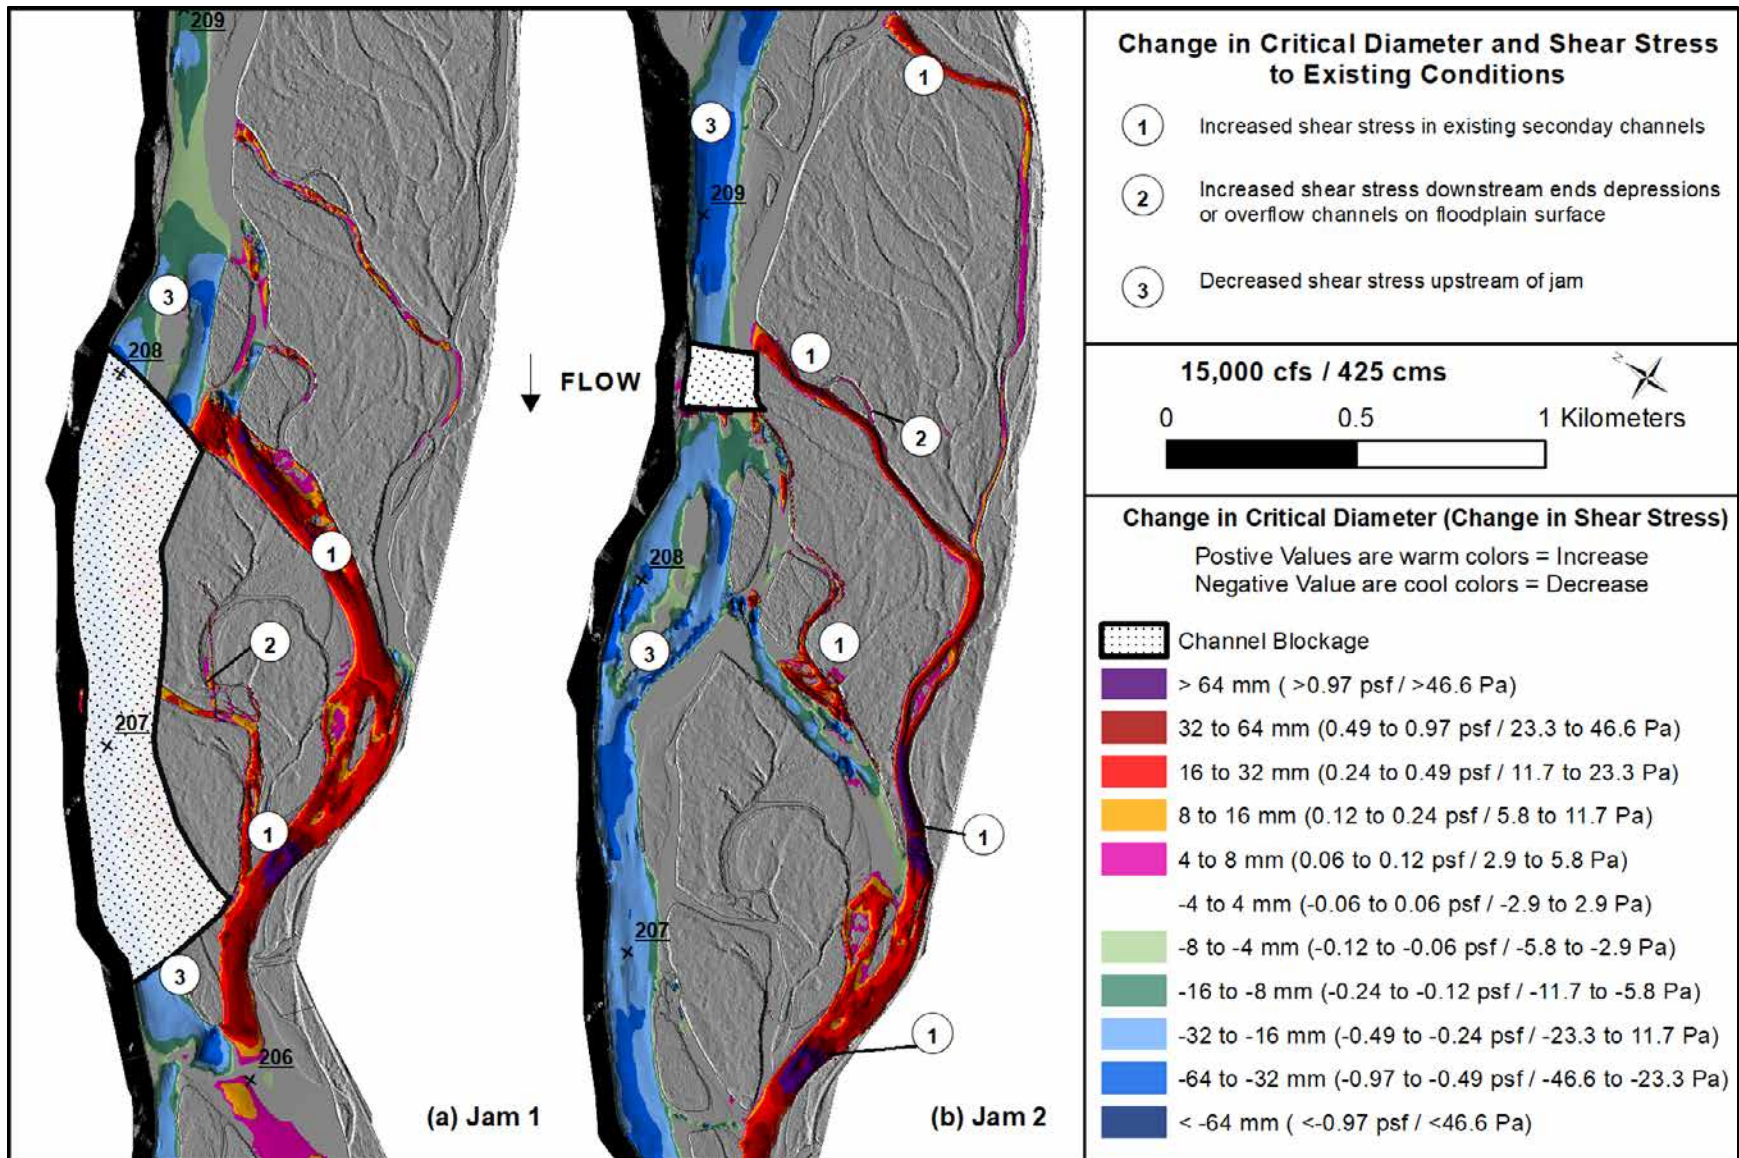 209
208
207
206
3
1
2
1
3
FLOW
(a) Jam 1
1
3
209
1
2
208
3
1
1
207
1
(b) Jam 2
Change in Critical Diameter and Shear Stress
to Existing Conditions
1 Increased shear stress in existing seconday channels
2 Increased shear stress downstream ends depressions
or overflow channels on floodplain surface
3 Decreased shear stress upstream of jam
15,000 cfs / 425 cms
N
0 0.5 1 Kilometers
Change in Critical Diameter (Change in Shear Stress)
Postive Values are warm colors = Increase
Negative Value are cool colors = Decrease
Channel Blockage
> 64 mm ( >0.97 psf / >46.6 Pa)
32 to 64 mm (0.49 to 0.97 psf / 23.3 to 46.6 Pa)
16 to 32 mm (0.24 to 0.49 psf / 11.7 to 23.3 Pa)
8 to 16 mm (0.12 to 0.24 psf / 5.8 to 11.7 Pa)
4 to 8 mm (0.06 to 0.12 psf / 2.9 to 5.8 Pa)
-4 to 4 mm (-0.06 to 0.06 psf / -2.9 to 2.9 Pa)
-8 to -4 mm (-0.12 to -0.06 psf / -5.8 to -2.9 Pa)
-16 to -8 mm (-0.24 to -0.12 psf / -11.7 to -5.8 Pa)
-32 to -16 mm (-0.49 to -0.24 psf / -23.3 to 11.7 Pa)
-64 to -32 mm (-0.97 to -0.49 psf / -46.6 to -23.3 Pa)
< -64 mm ( <-0.97 psf / <46.6 Pa)